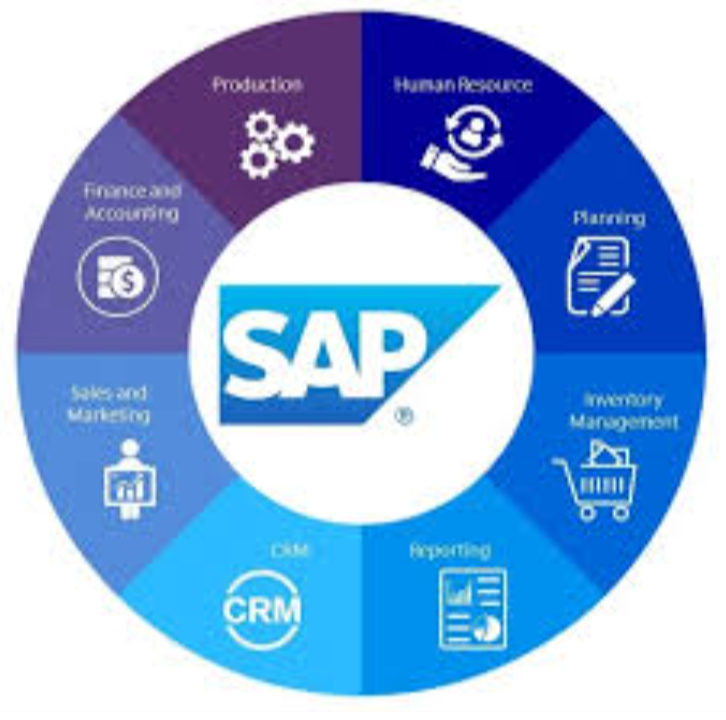 Production
Human Resource
Finance and
Accounting
Planning
SAP
®
Sales and
Marketing
Inventory
Management
CRM
CRM
Reporting